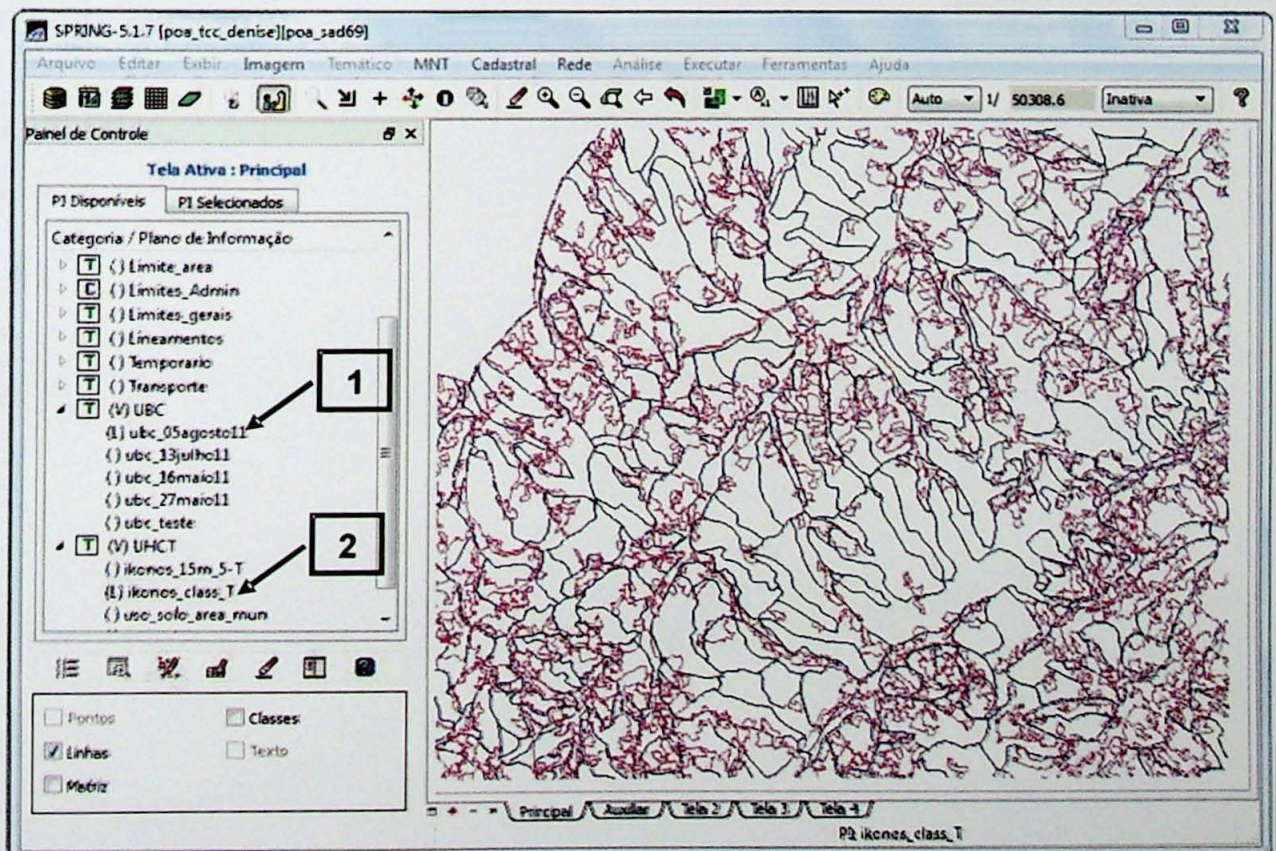 SPRING-5.1.7 [poa_tcc_denise][poa_sad69]
Arquivo Editar Exibir Imagem Temático MNT Cadastral Rede Análise Executar Ferramentas Ajuda
Auto 1/ 50308.6 Inativa
Painel de Controle
Tela Ativa : Principal
PI Disponíveis PI Selecionados
Categoria / Plano de Informação
T () Limite_area
C () Limites_Admin
T () Limites_gerais
T () Lineamentos
T () Temporario
T () Transporte
1
T (V) UBC
(L) ubc_05agosto11
() ubc_13julho11
() ubc_16maio11
() ubc_27maio11
() ubc_teste
2
T (V) UHCT
() ikonos_15m_5-T
(L) ikonos_class_T
() uso_solo_area_mun
Pontos Classes
Linhas Texto
Matriz
Principal Auxiliar Tela 2 Tela 3 Tela 4
PI: ikonos_class_T